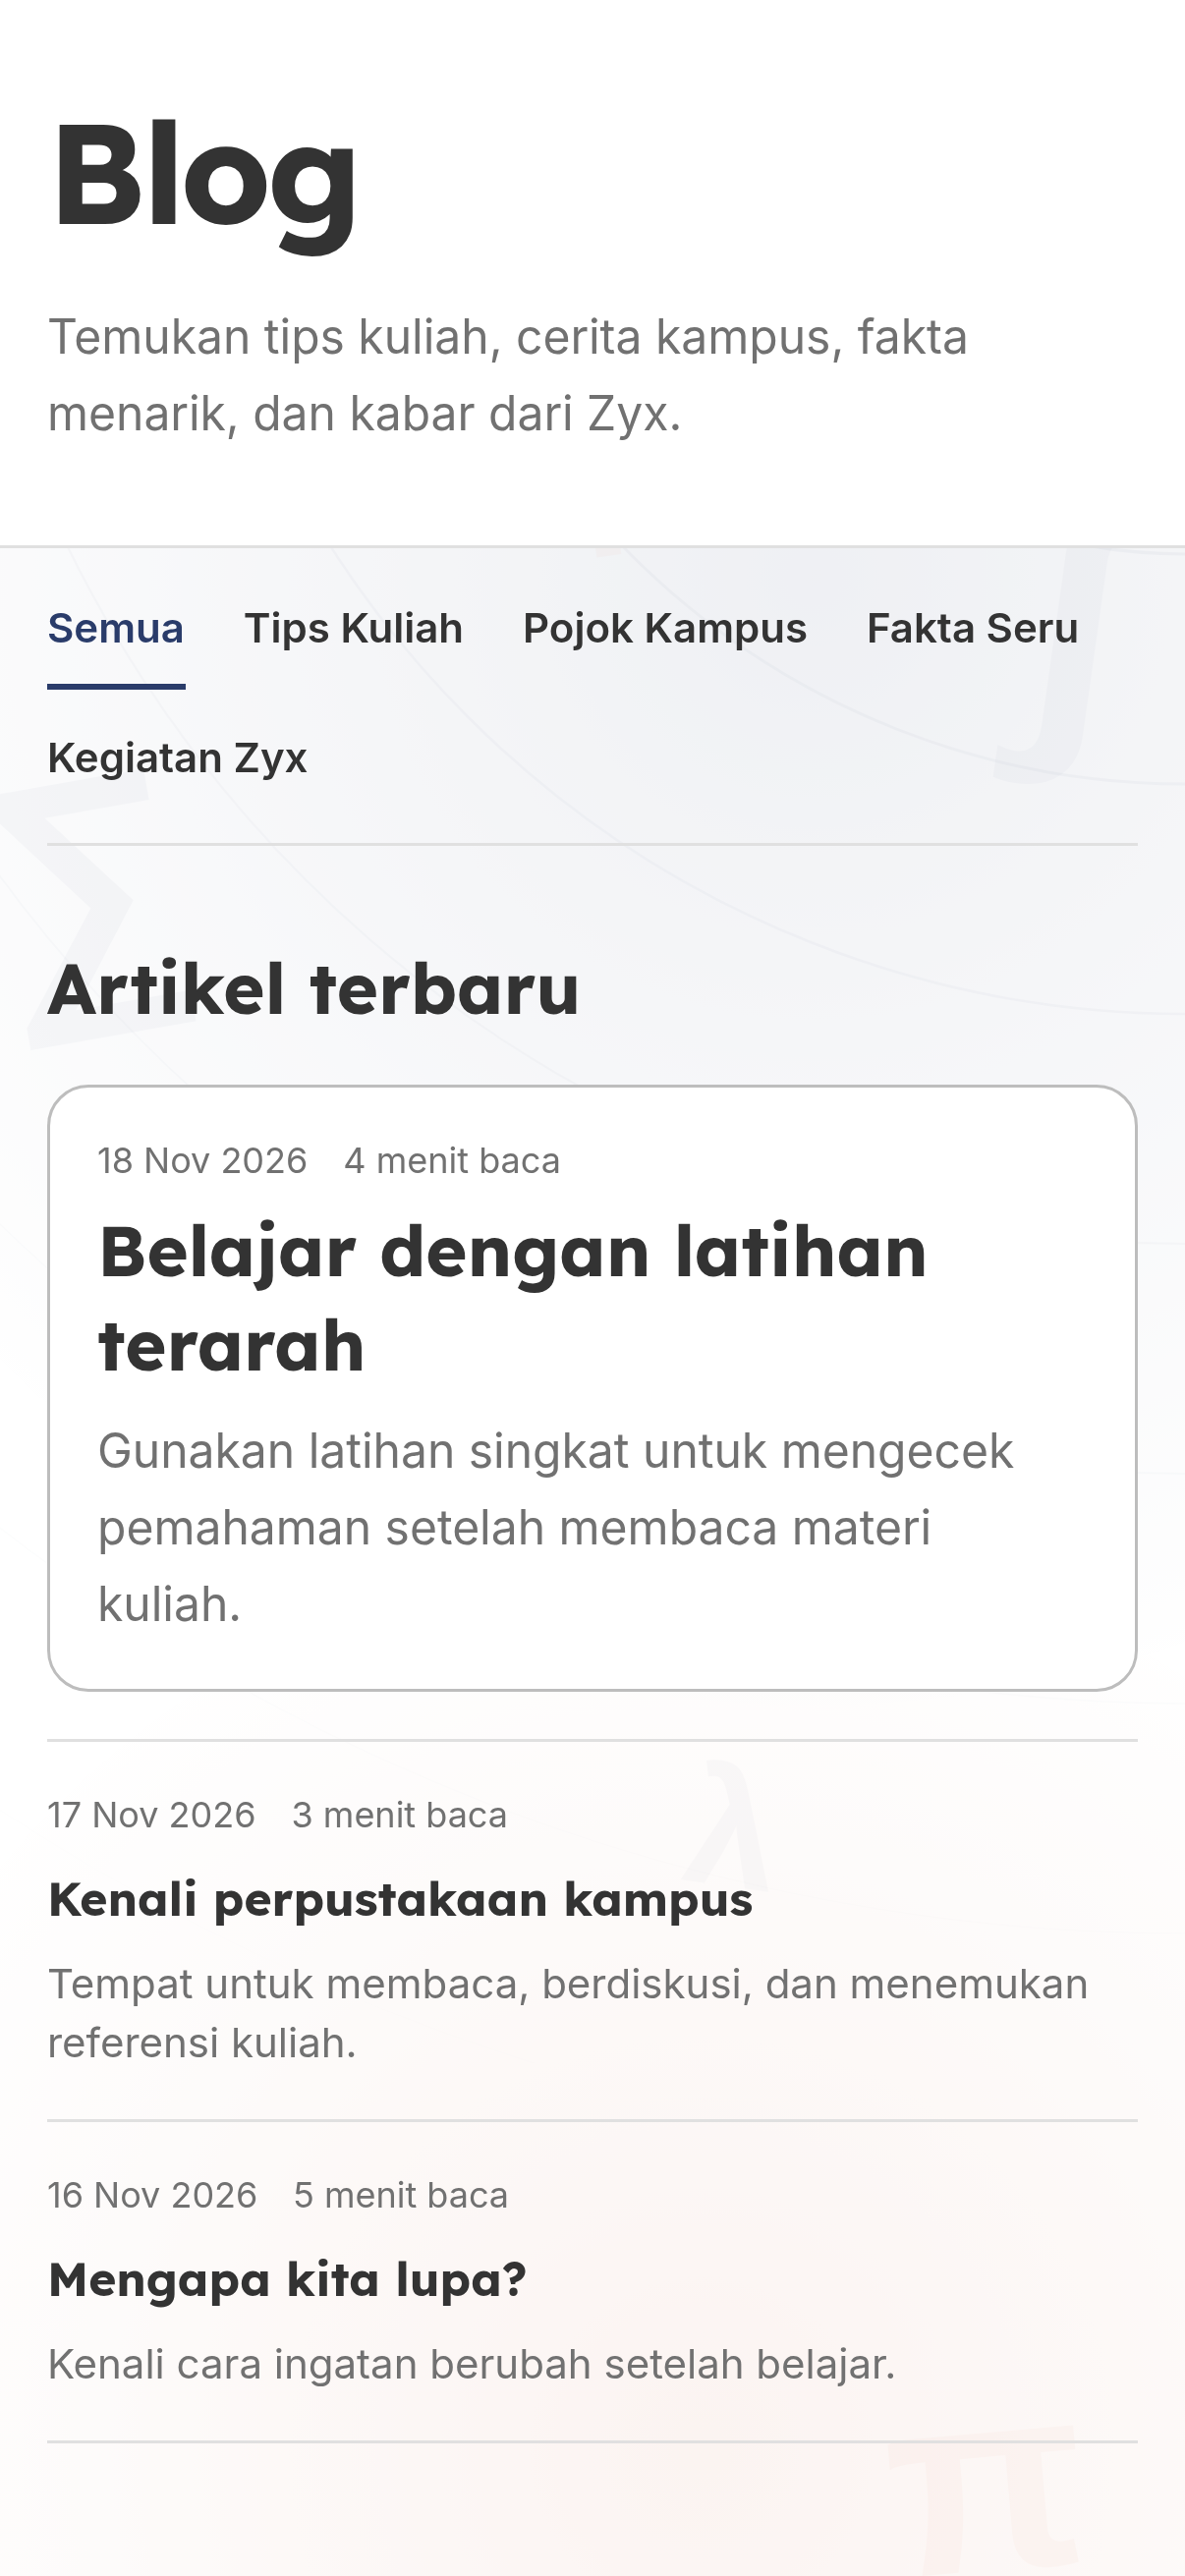 Blog
Temukan tips kuliah, cerita kampus, fakta
menarik, dan kabar dari Zyx.
Semua Tips Kuliah Pojok Kampus Fakta Seru
Kegiatan Zyx
Artikel terbaru
18 Nov 2026 4 menit baca
Belajar dengan latihan
terarah
Gunakan latihan singkat untuk mengecek
pemahaman setelah membaca materi
kuliah.
λ
17 Nov 2026 3 menit baca
Kenali perpustakaan kampus
Tempat untuk membaca, berdiskusi, dan menemukan
referensi kuliah.
16 Nov 2026 5 menit baca
Mengapa kita lupa?
Kenali cara ingatan berubah setelah belajar.
π
∑
∫